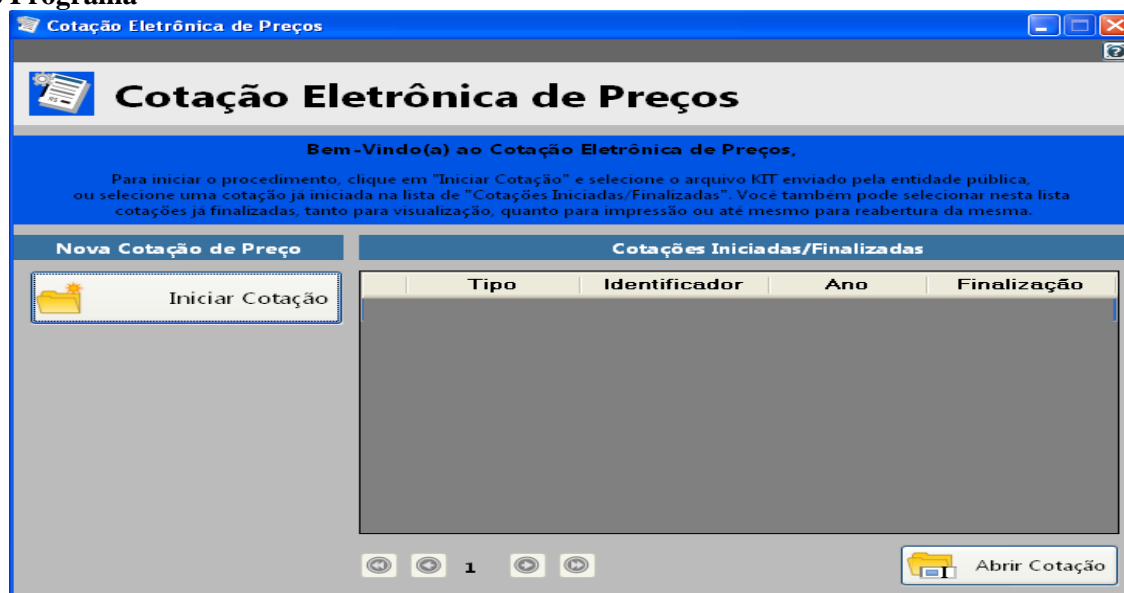 Programa
Cotação Eletrônica de Preços
Cotação Eletrônica de Preços
Bem-Vindo(a) ao Cotação Eletrônica de Preços,
Para iniciar o procedimento, clique em "Iniciar Cotação" e selecione o arquivo KIT enviado pela entidade pública,
ou selecione uma cotação já iniciada na lista de "Cotações Iniciadas/Finalizadas". Você também pode selecionar nesta lista
cotações já finalizadas, tanto para visualização, quanto para impressão ou até mesmo para reabertura da mesma.
Nova Cotação de Preço
Cotações Iniciadas/Finalizadas
Iniciar Cotação
Tipo Identificador Ano Finalização
1
Abrir Cotação